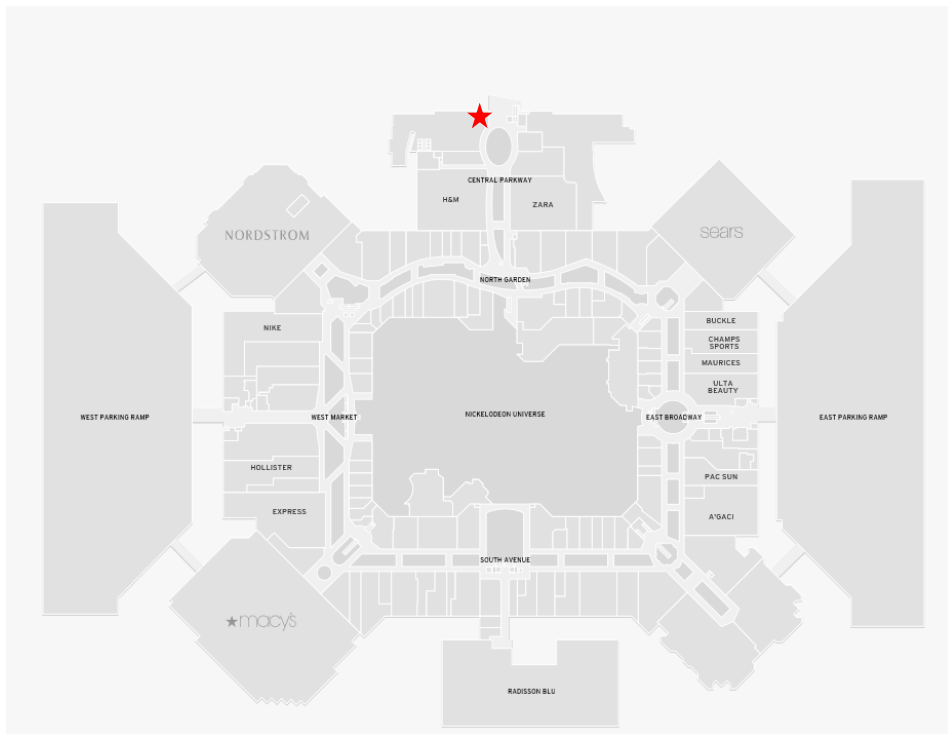 CENTRAL PARKWAY
H&M
ZARA
NORDSTROM
sears
NORTH GARDEN
NIKE
BUCKLE
CHAMPS
SPORTS
MAURICES
ULTA
BEAUTY
WEST PARKING RAMP
WEST MARKET
NICKELODEON UNIVERSE
EAST BROADWAY
EAST PARKING RAMP
HOLLISTER
PAC SUN
EXPRESS
A'GACI
SOUTH AVENUE
macy's
RADISSON BLU